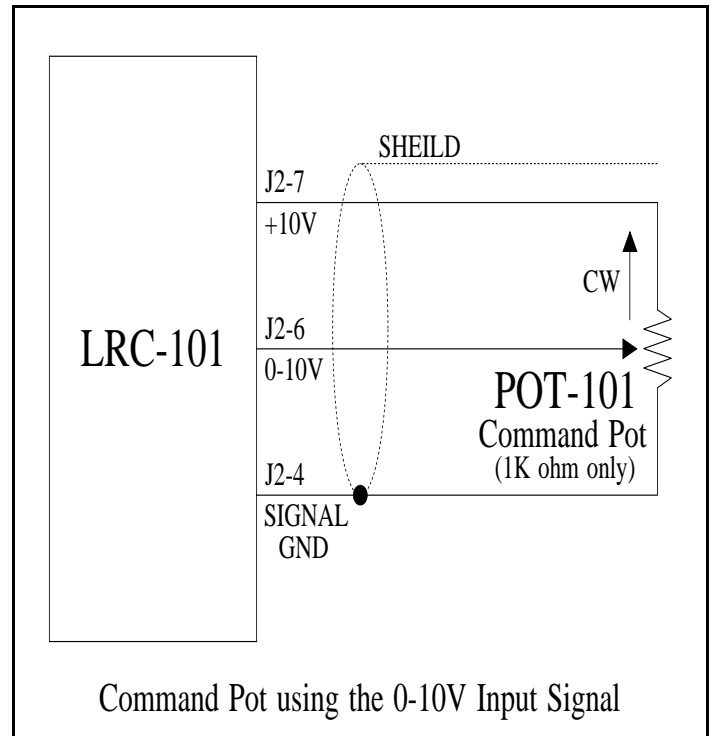 SHEILD
J2-7
+10V
CW
J2-6
LRC-101
0-10V
POT-101
Command Pot
(1K ohm only)
J2-4
SIGNAL
GND
Command Pot using the 0-10V Input Signal